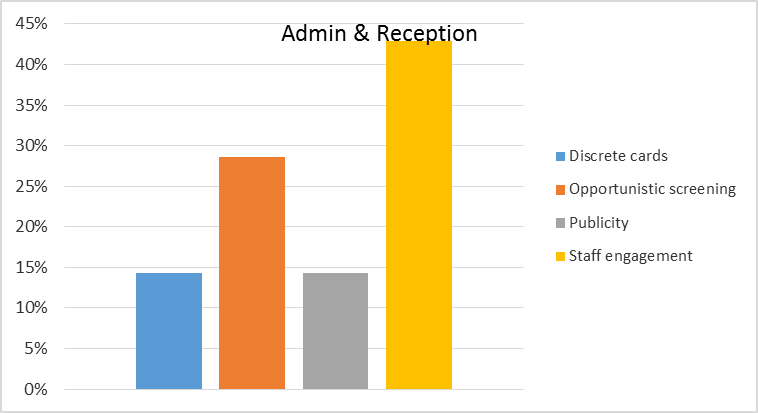 Admin & Reception
45%
40%
35%
30%
25%
20%
15%
10%
5%
0%
Discrete cards
Opportunistic screening
Publicity
Staff engagement